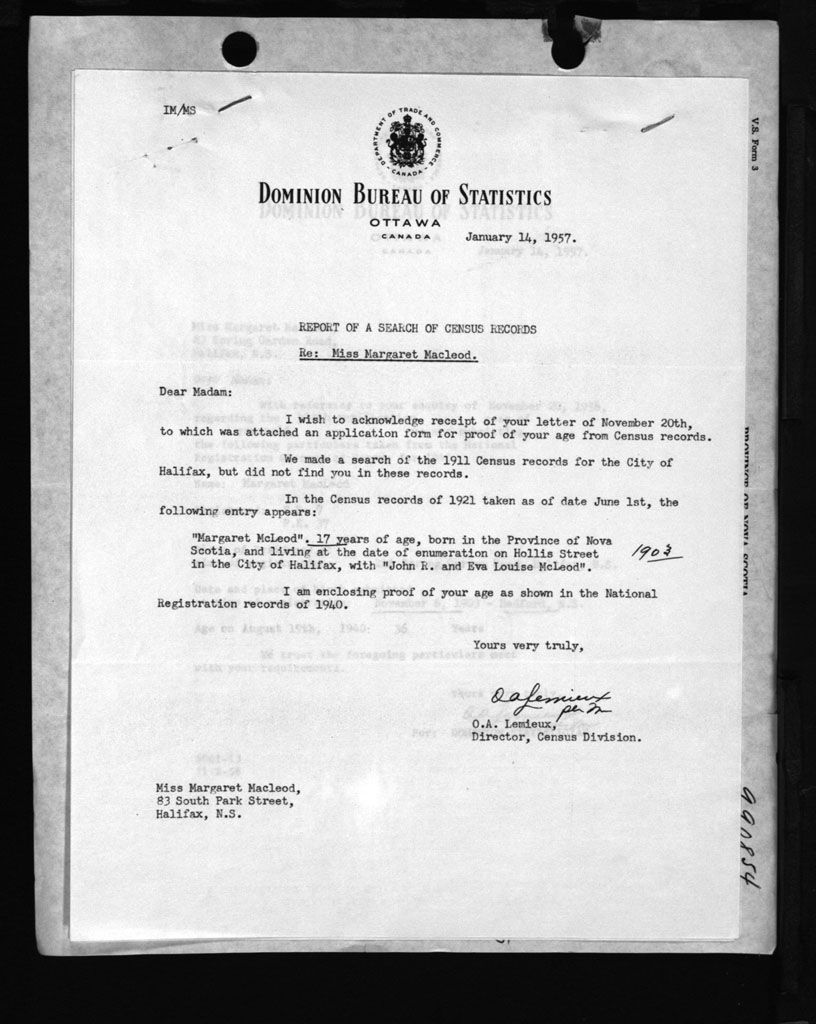 IM/MS
DEPARTMENT OF TRADE AND COMMERCE
CANADA
DOMINION BUREAU OF STATISTICS
OTTAWA
CANADA
January 14, 1957.
V.S. Form 3
REPORT OF A SEARCH OF CENSUS RECORDS
Re: Miss Margaret Macleod.
Dear Madam:
I wish to acknowledge receipt of your letter of November 20th,
to which was attached an application form for proof of your age from Census records.
We made a search of the 1911 Census records for the City of
Halifax, but did not find you in these records.
In the Census records of 1921 taken as of date June 1st, the
following entry appears:
"Margaret McLeod". 17 years of age, born in the Province of Nova
Scotia, and living at the date of enumeration on Hollis Street
in the City of Halifax, with "John R. and Eva Louise McLeod".
1903
I am enclosing proof of your age as shown in the National
Registration records of 1940.
Yours very truly,
O A Lemieux
per
O.A. Lemieux,
Director, Census Division.
Miss Margaret Macleod,
83 South Park Street,
Halifax, N.S.
990854